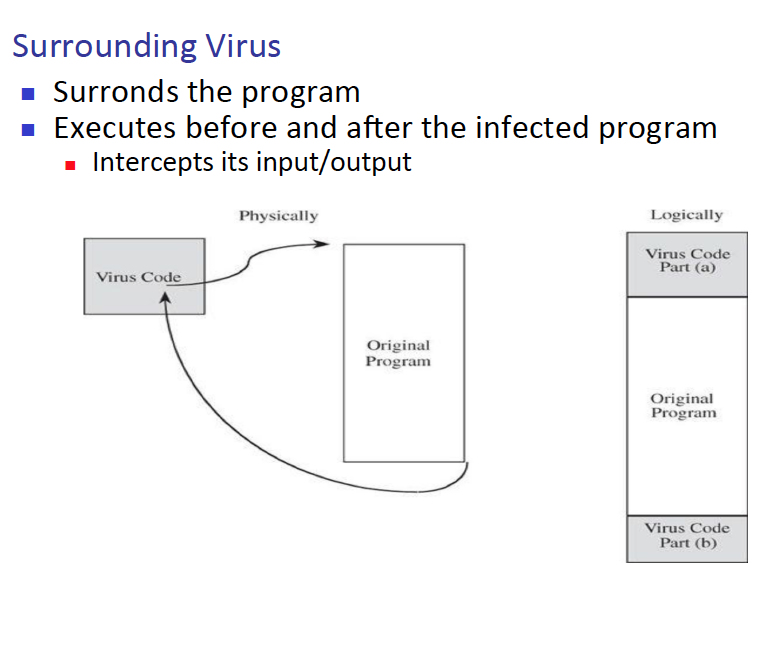 Surrounding Virus
Surronds the program
Executes before and after the infected program
Intercepts its input/output
Physically
Logically
Virus Code
Original
Program
Virus Code
Part (a)
Original
Program
Virus Code
Part (b)